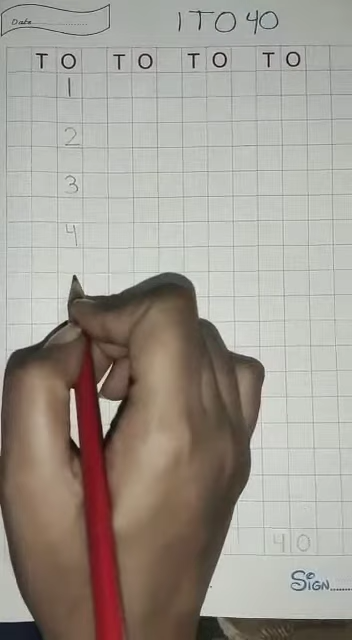 Date
1 TO 40
T O T O T O T O
1
2
3
4
40
SIGN